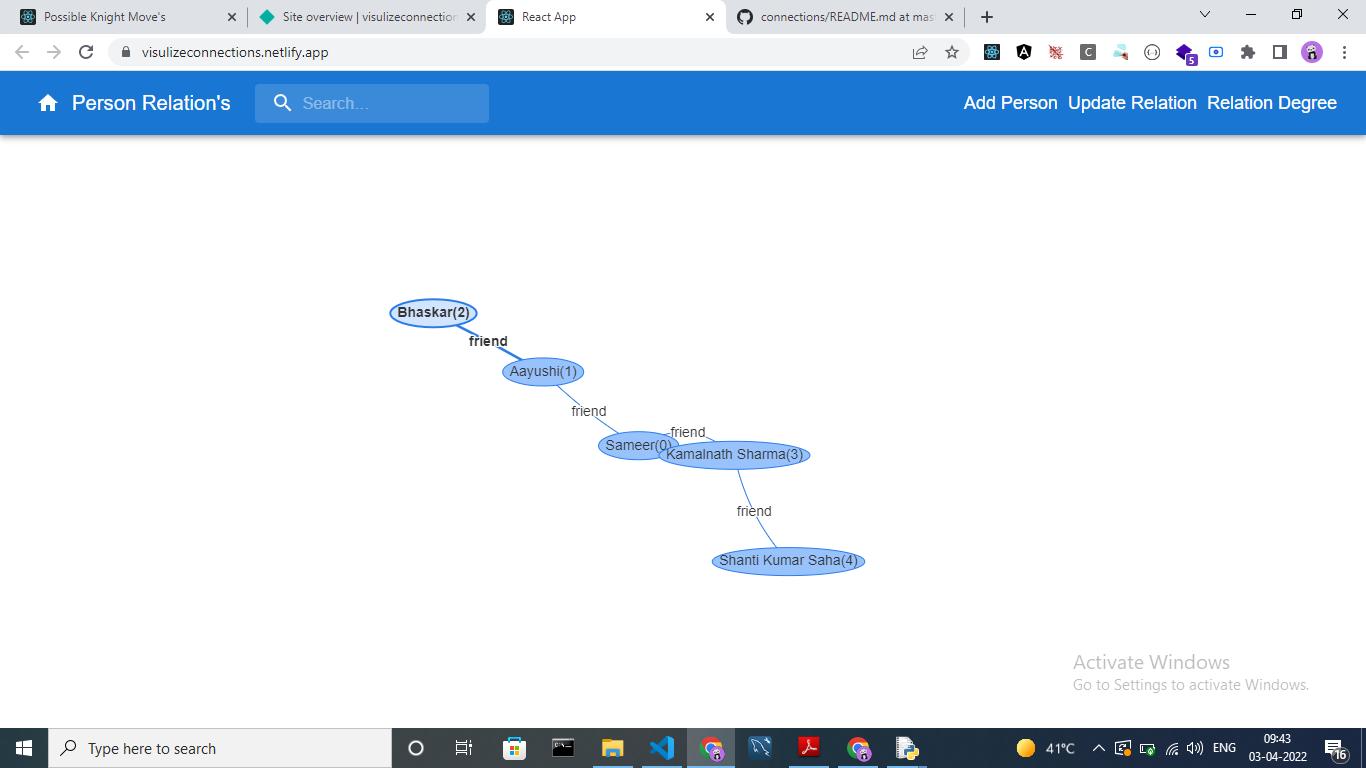 Possible Knight Move's
Site overview | visulizeconnection
React App
connections/README.md at mas
visulizeconnections.netlify.app
5
Person Relation's
Search...
Add Person Update Relation Relation Degree
Bhaskar(2)
friend
Aayushi(1)
friend
friend
Sameer(0)
Kamalnath Sharma(3)
friend
Shanti Kumar Saha(4)
Activate Windows
Go to Settings to activate Windows.
Type here to search
41°C
ENG
09:43
03-04-2022
16